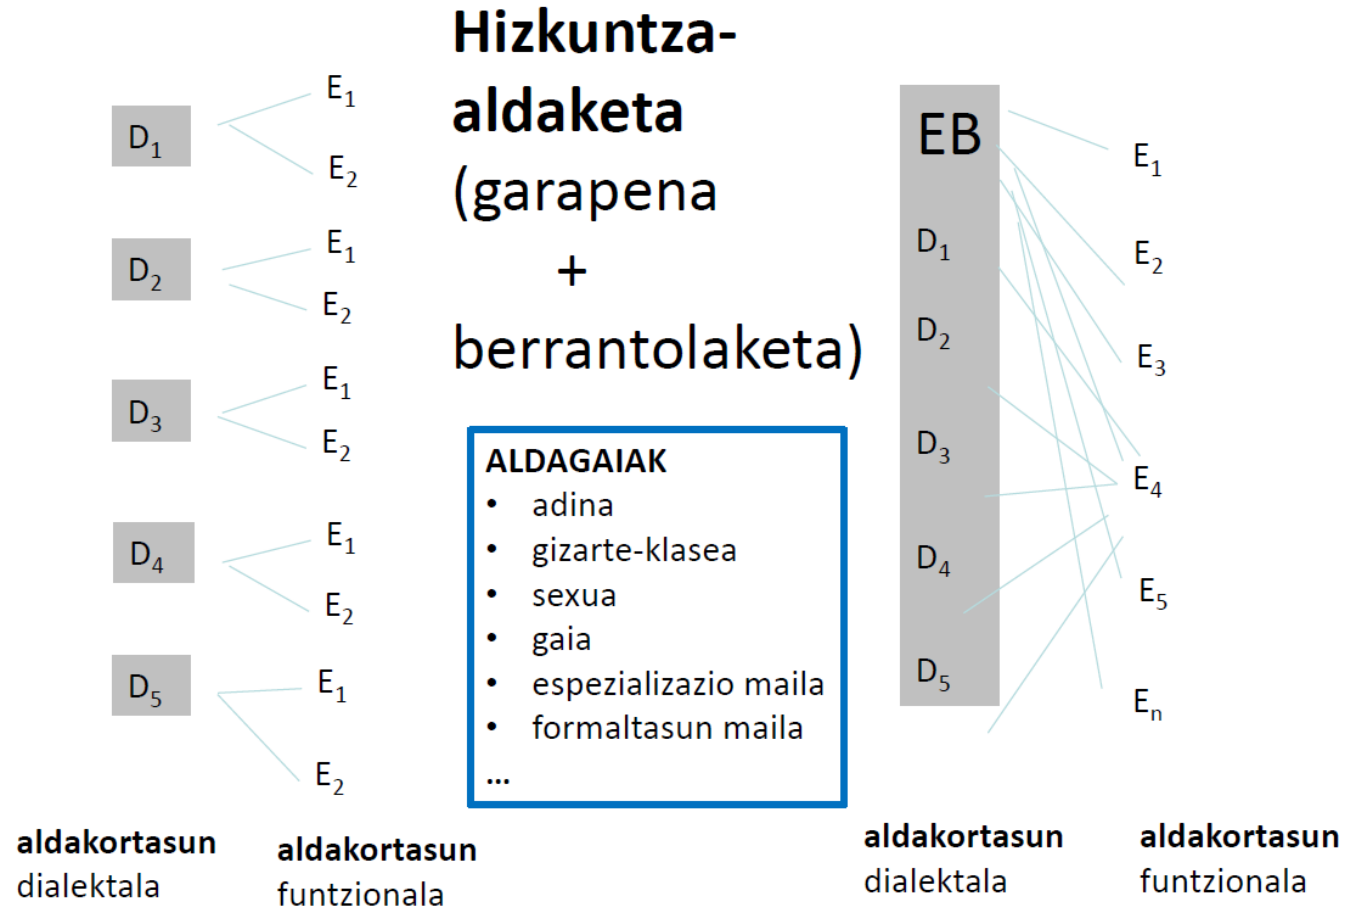 Hizkuntza-
aldaketa
(garapena
+
berrantolaketa)
D1
E1
E2
D2
E1
E2
D3
E1
E2
D4
E1
E2
D5
E1
E2
aldakortasun
dialektala
aldakortasun
funtzionala
ALDAGAIAK
• adina
• gizarte-klasea
• sexua
• gaia
• espezializazio maila
• formaltasun maila
...
EB
D1
D2
D3
D4
D5
E1
E2
E3
E4
E5
En
aldakortasun
dialektala
aldakortasun
funtzionala